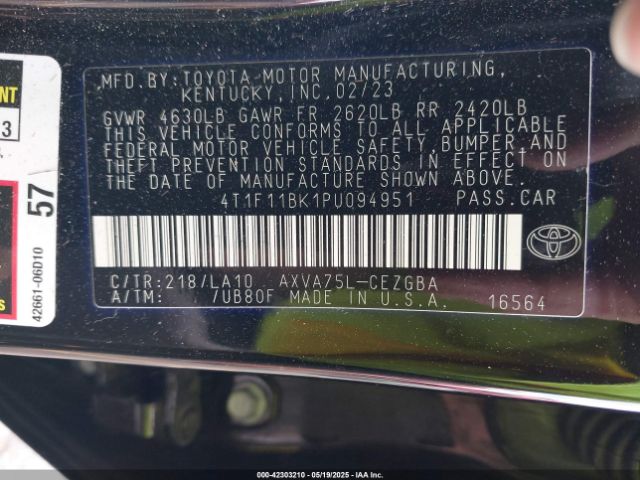 MFD.BY:TOYOTA MOTOR MANUFACTURING,
KENTUCKY,INC.02/23
GVWR 4630LB GAWR FR 2620LB RR 2420LB
THIS VEHICLE CONFORMS TO ALL APPLICABLE
FEDERAL MOTOR VEHICLE SAFETY,BUMPER,AND
THEFT PREVENTION STANDARDS IN EFFECT ON
THE DATE OF MANUFACTURE SHOWN ABOVE.
4T1F11BK1PU094951 PASS.CAR
C/TR:218/LA10 AXVA75L-CEZGBA
A/TM: /UB80F MADE IN U.S.A. 16564
57
42661-06D10
3
000-42303210 - 05/19/2025 - IAAI.COM